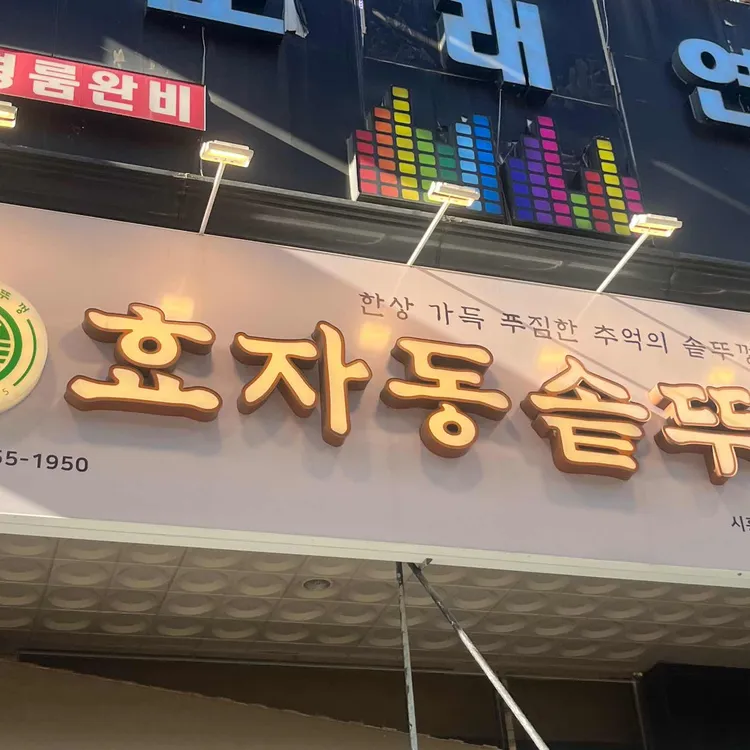 래연
룸완비
한상 가득 푸짐한 추억의 솥뚜껑
효자동솥뚜
55-1950